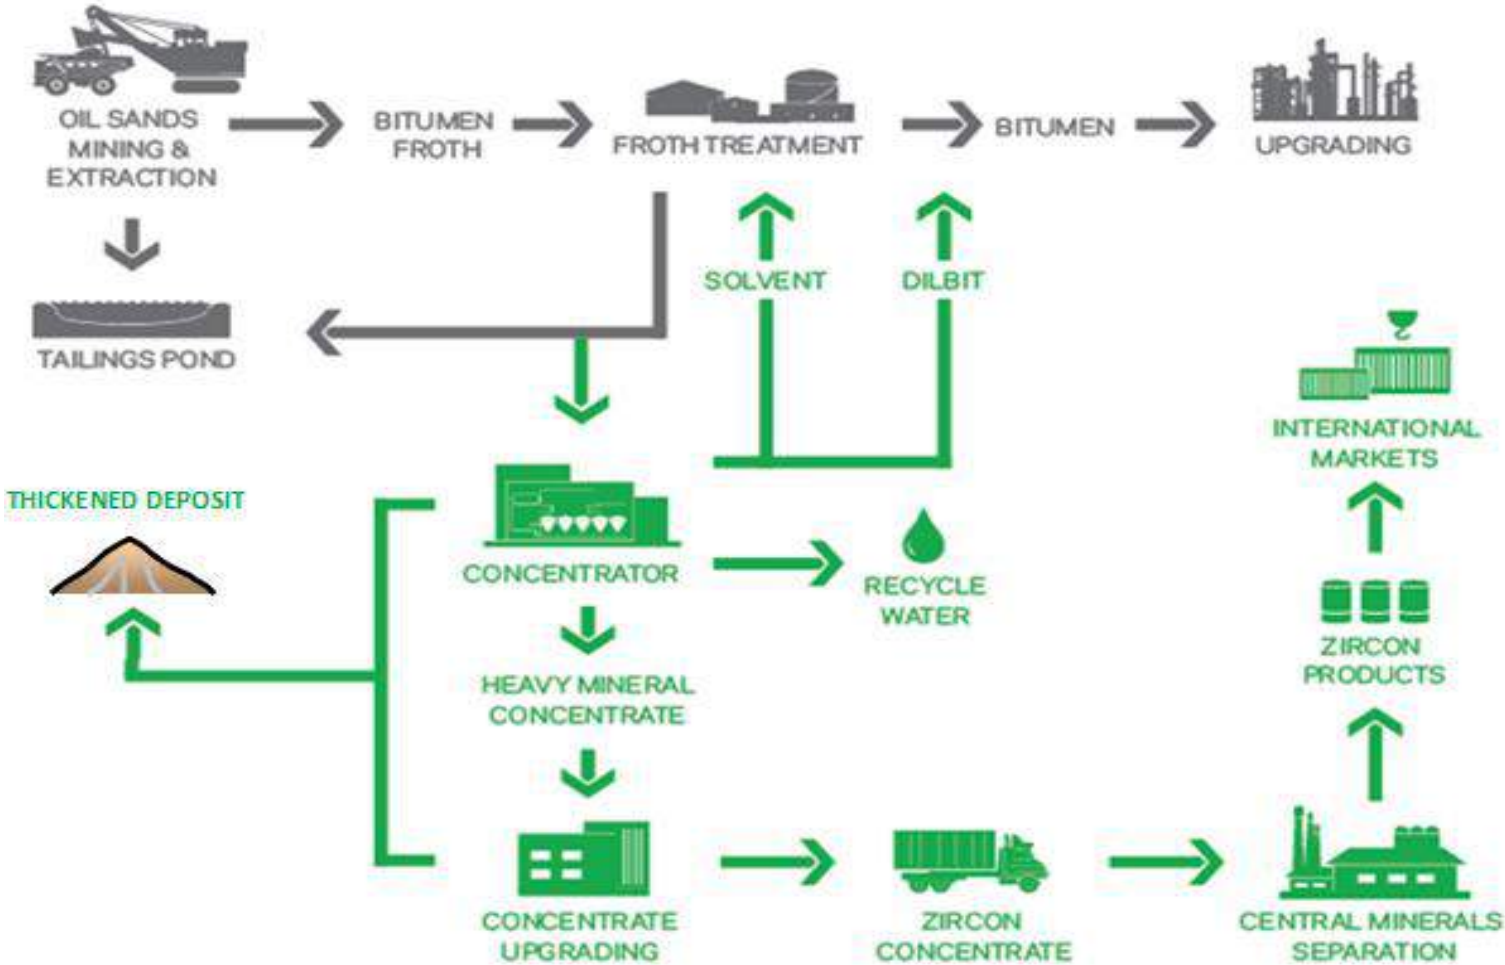 OIL SANDS
MINING &
EXTRACTION
BITUMEN
FROTH
FROTH TREATMENT
BITUMEN
UPGRADING
TAILINGS POND
SOLVENT
DILBIT
INTERNATIONAL
MARKETS
THICKENED DEPOSIT
CONCENTRATOR
RECYCLE
WATER
ZIRCON
PRODUCTS
HEAVY MINERAL
CONCENTRATE
CONCENTRATE
UPGRADING
ZIRCON
CONCENTRATE
CENTRAL MINERALS
SEPARATION